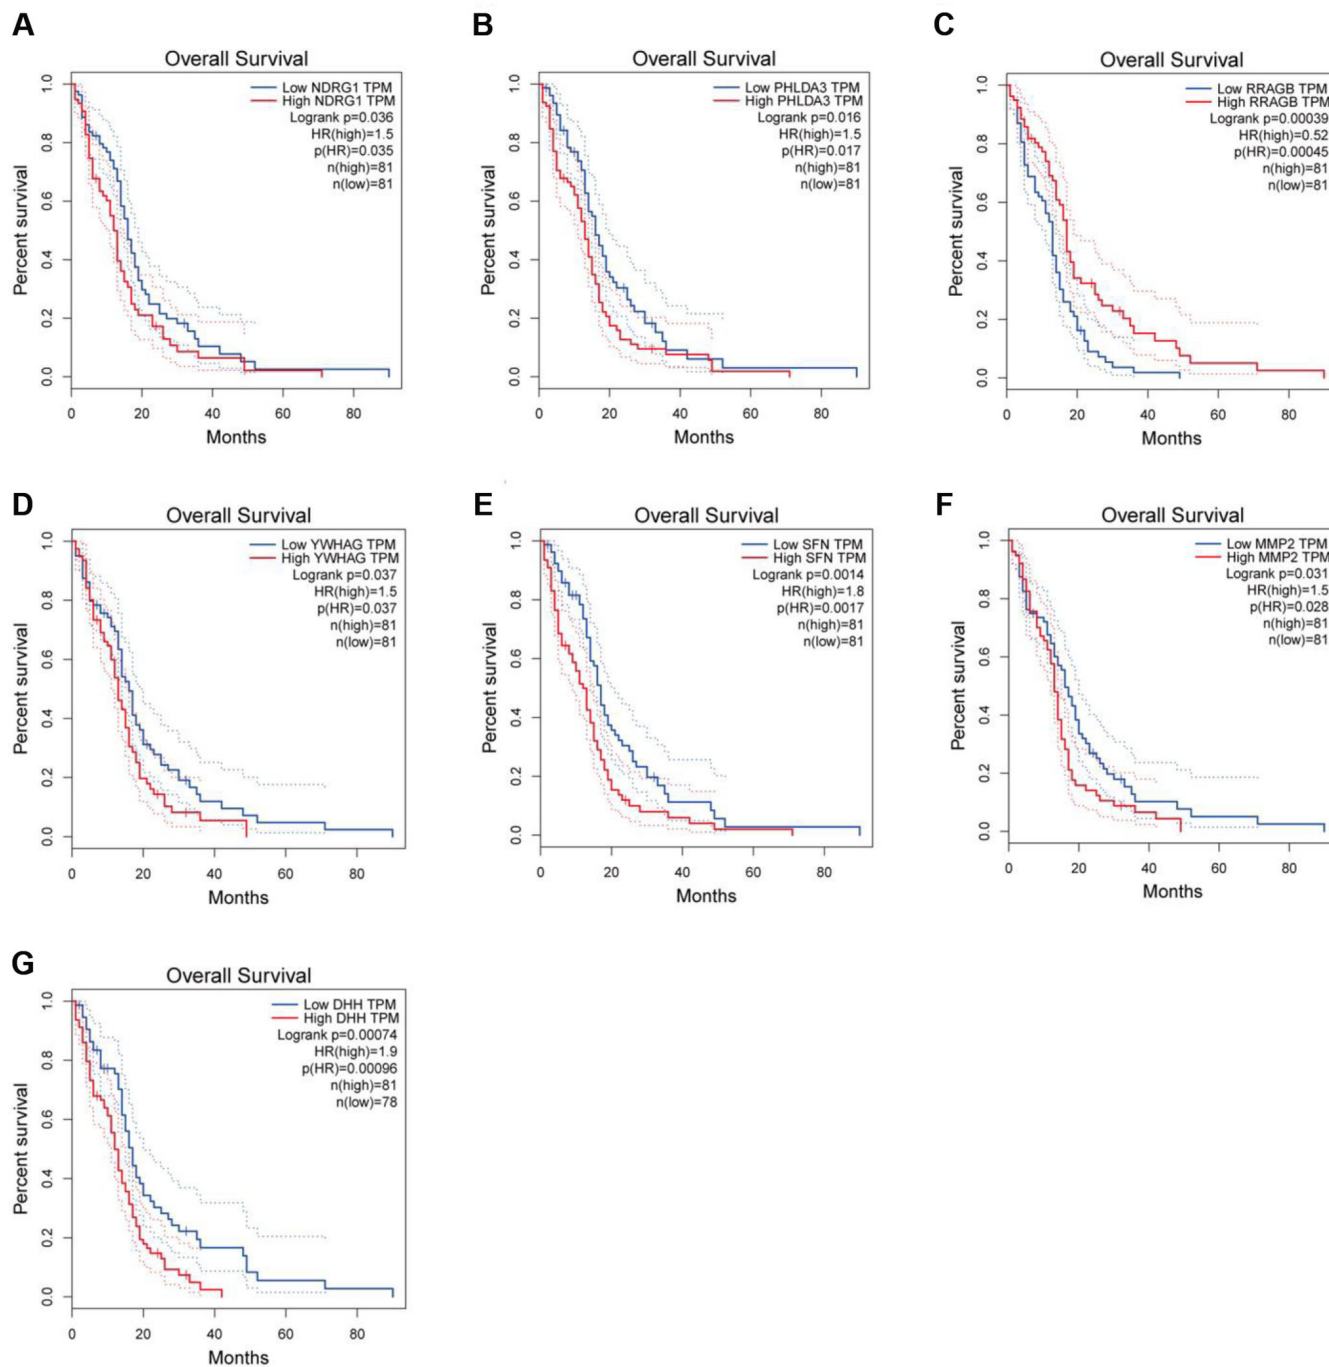 A
Overall Survival
Low NDRG1 TPM
High NDRG1 TPM
Logrank p=0.036
HR(high)=1.5
p(HR)=0.035
n(high)=81
n(low)=81
Percent survival
1.0
0.8
0.6
0.4
0.2
0.0
0 20 40 60 80
Months
B
Overall Survival
Low PHLDA3 TPM
High PHLDA3 TPM
Logrank p=0.016
HR(high)=1.5
p(HR)=0.017
n(high)=81
n(low)=81
Percent survival
1.0
0.8
0.6
0.4
0.2
0.0
0 20 40 60 80
Months
C
Overall Survival
Low RRAGB TPM
High RRAGB TPM
Logrank p=0.00039
HR(high)=0.52
p(HR)=0.00045
n(high)=81
n(low)=81
Percent survival
1.0
0.8
0.6
0.4
0.2
0.0
0 20 40 60 80
Months
D
Overall Survival
Low YWHAG TPM
High YWHAG TPM
Logrank p=0.037
HR(high)=1.5
p(HR)=0.037
n(high)=81
n(low)=81
Percent survival
1.0
0.8
0.6
0.4
0.2
0.0
0 20 40 60 80
Months
E
Overall Survival
Low SFN TPM
High SFN TPM
Logrank p=0.0014
HR(high)=1.8
p(HR)=0.0017
n(high)=81
n(low)=81
Percent survival
1.0
0.8
0.6
0.4
0.2
0.0
0 20 40 60 80
Months
F
Overall Survival
Low MMP2 TPM
High MMP2 TPM
Logrank p=0.031
HR(high)=1.5
p(HR)=0.028
n(high)=81
n(low)=81
Percent survival
1.0
0.8
0.6
0.4
0.2
0.0
0 20 40 60 80
Months
G
Overall Survival
Low DHH TPM
High DHH TPM
Logrank p=0.00074
HR(high)=1.9
p(HR)=0.00096
n(high)=81
n(low)=78
Percent survival
1.0
0.8
0.6
0.4
0.2
0.0
0 20 40 60 80
Months